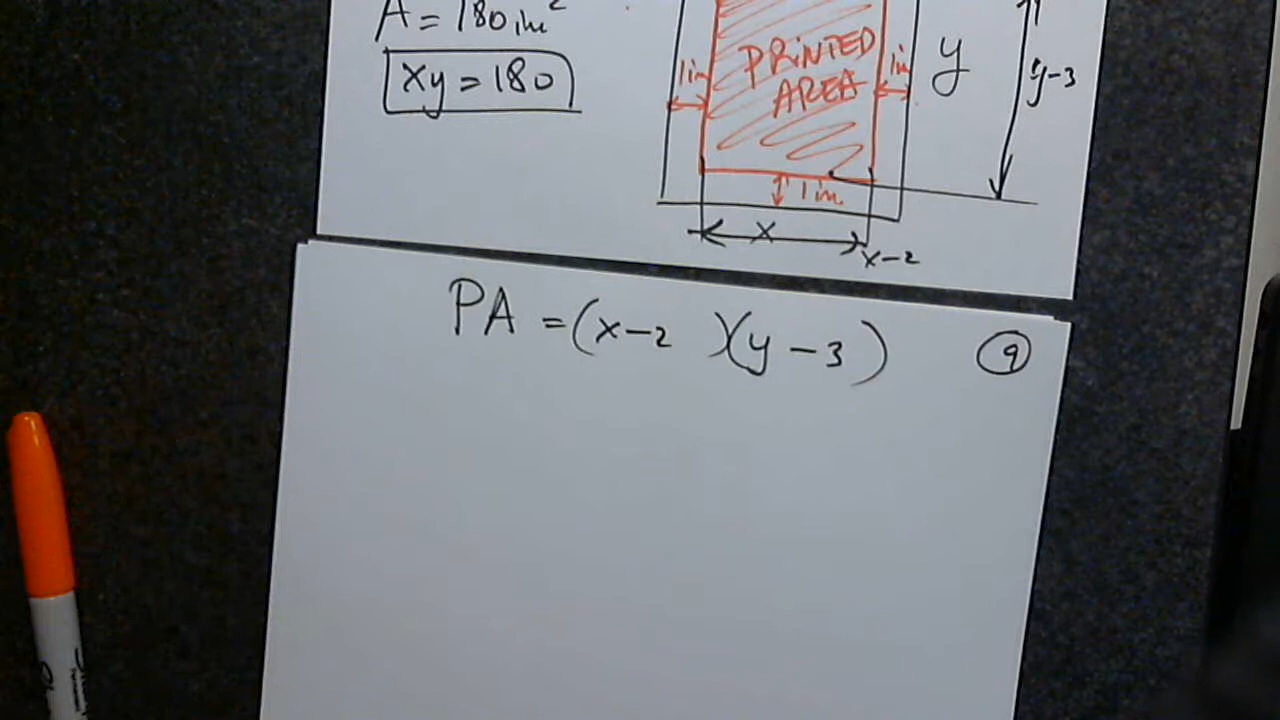 A = 180 in²
xy = 180
PRINTED
AREA
1in
1in
y
y-3
1in.
x
x-2
PA = (x-2 )(y-3)
9